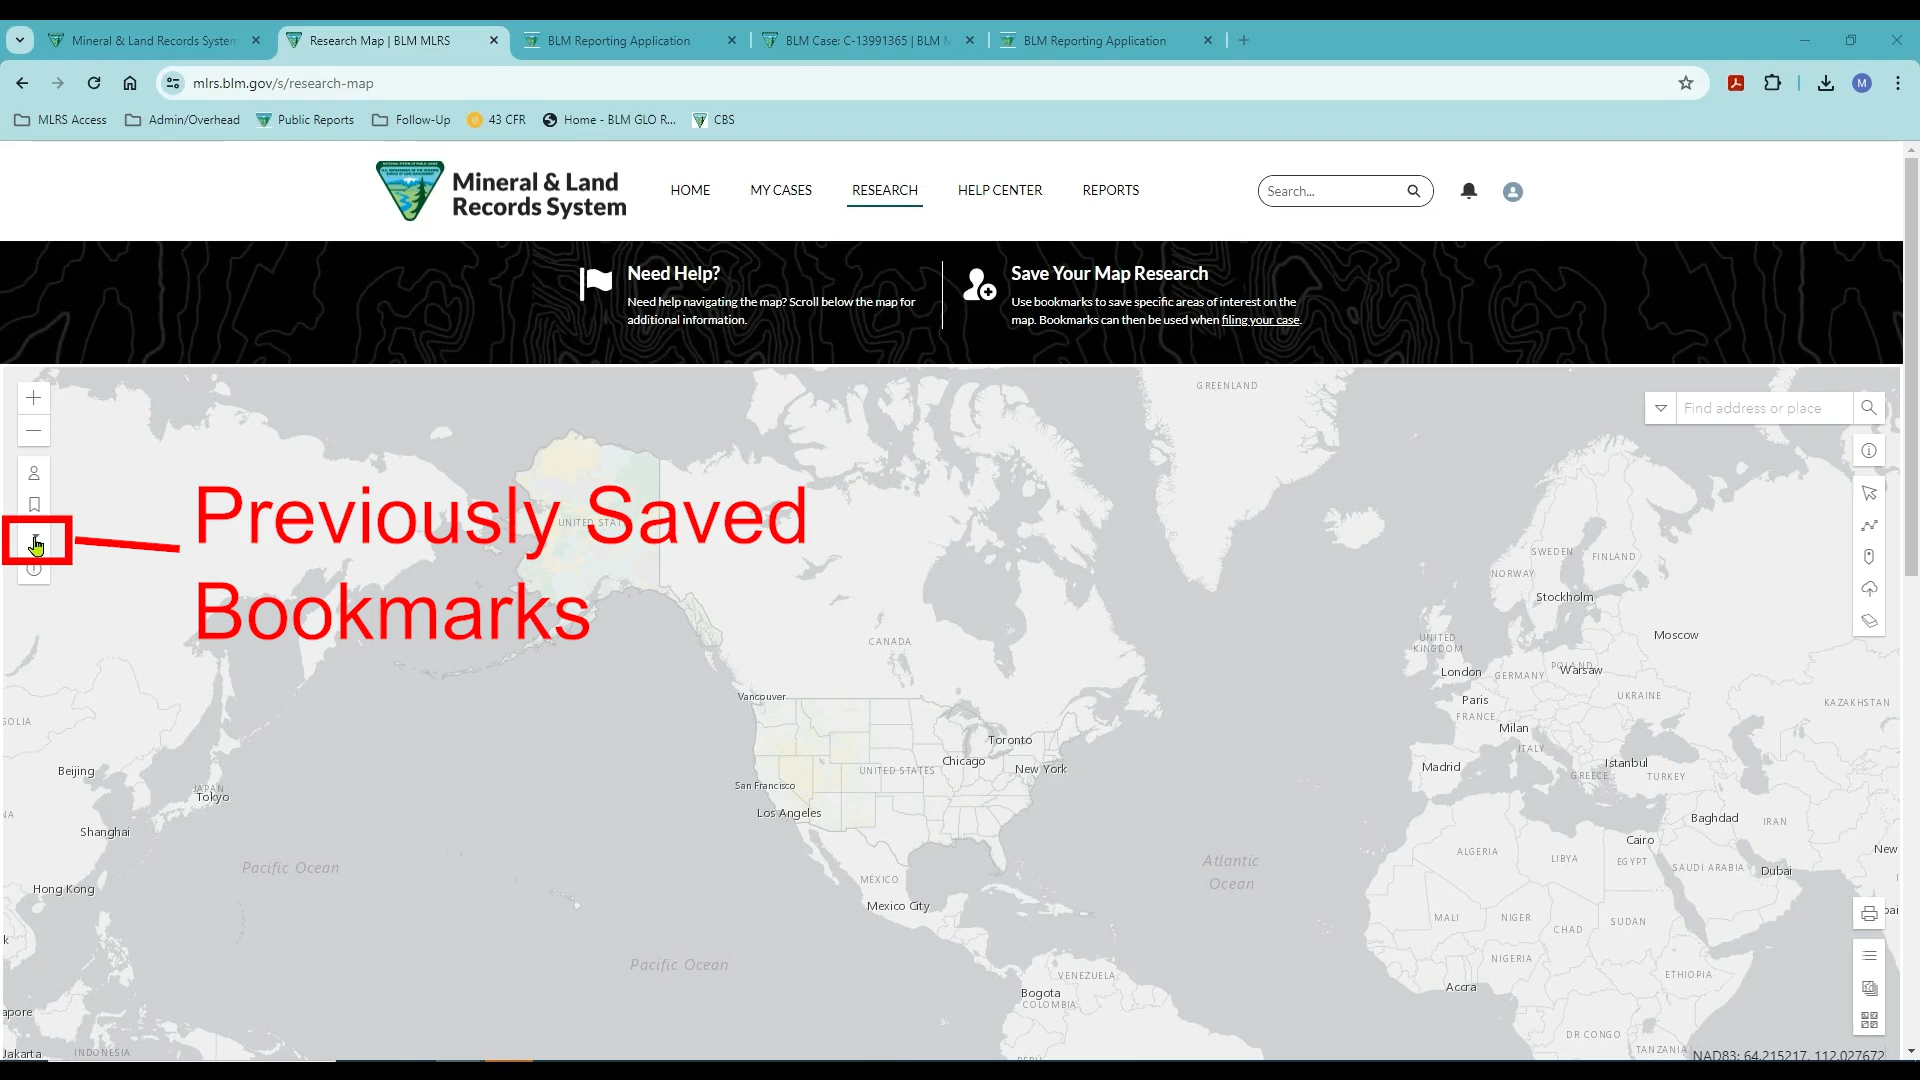 Mineral & Land Records System
Research Map | BLM MLRS
BLM Reporting Application
BLM Case: C-13991365 | BLM M
BLM Reporting Application
mlrs.blm.gov/s/research-map
M
MLRS Access
Admin/Overhead
Public Reports
Follow-Up
43 CFR
Home - BLM GLO R...
CBS
Mineral & Land
Records System
HOME
MY CASES
RESEARCH
HELP CENTER
REPORTS
Search...
Need Help?
Need help navigating the map? Scroll below the map for
additional information.
Save Your Map Research
Use bookmarks to save specific areas of interest on the
map. Bookmarks can then be used when filing your case.
Find address or place
Previously Saved
Bookmarks
GREENLAND
UNITED STAT
SWEDEN
FINLAND
NORWAY
Stockholm
CANADA
UNITED
KINGDOM
Moscow
London
GERMANY
POLAND
Warsaw
Vancouver
Paris
UKRAINE
KAZAKHSTAN
FRANCE
GOLIA
Milan
ITALY
Toronto
Chicago
New York
UNITED STATES
Madrid
Istanbul
GREECE
TURKEY
Beijing
JAPAN
Tokyo
San Francisco
Los Angeles
NA
Shanghai
Baghdad
IRAN
Cairo
New
ALGERIA
LIBYA
EGYPT
SAUDI ARABIA
Dubai
Pacific Ocean
Atlantic
Ocean
Hong Kong
MÉXICO
Mexico City
MALI
NIGER
CHAD
SUDAN
bai
k
Pacific Ocean
NIGERIA
ETHIOPIA
VENEZUELA
Bogota
COLOMBIA
Accra
apore
DR CONGO
Jakarta
INDONESIA
PERU
TANZANIA
NAD83: 64.215217, 112.027672